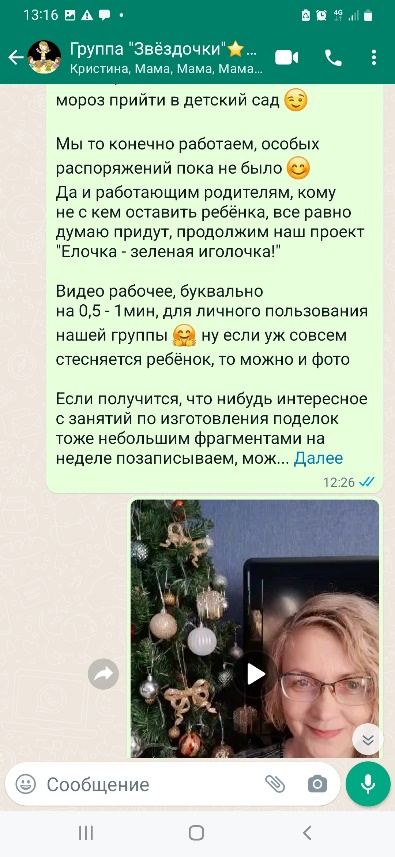 13:16
4G
Группа "Звёздочки"⭐...
Кристина, Мама, Мама, Мама...
мороз прийти в детский сад 😉
Мы то конечно работаем, особых
распоряжений пока не было 😊
Да и работающим родителям, кому
не с кем оставить ребёнка, все равно
думаю придут, продолжим наш проект
"Елочка - зеленая иголочка!"
Видео рабочее, буквально
на 0,5 - 1мин, для личного пользования
нашей группы 🤗 ну если уж совсем
стесняется ребёнок, то можно и фото
Если получится, что нибудь интересное
с занятий по изготовления поделок
тоже небольшим фрагментами на
неделе позаписываем, мож... Далее
12:26
Сообщение